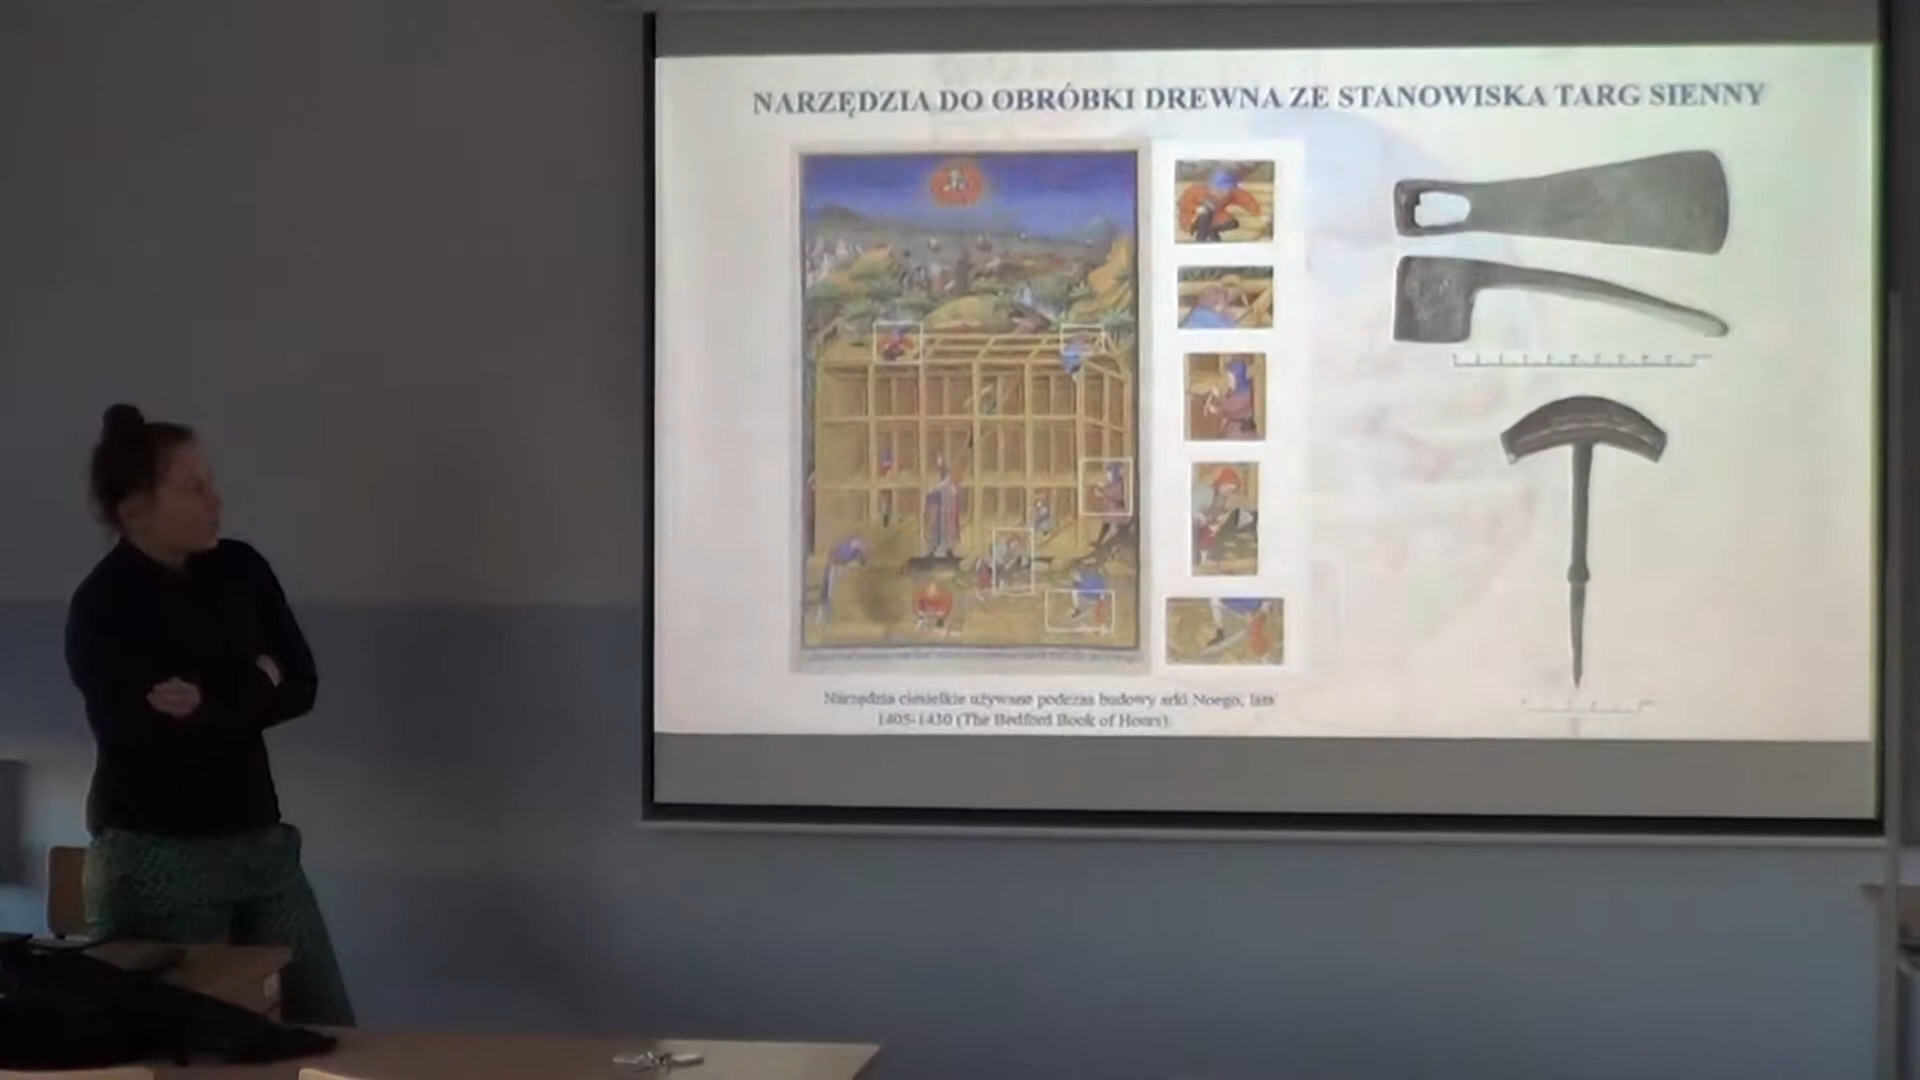 NARZĘDZIA DO OBRÓBKI DREWNA ZE STANOWISKA TARG SIENNY
Narzędzia ciesielkie używane podczas budowy arki Noego, lata
1405-1430 (The Bedford Book of Hours).